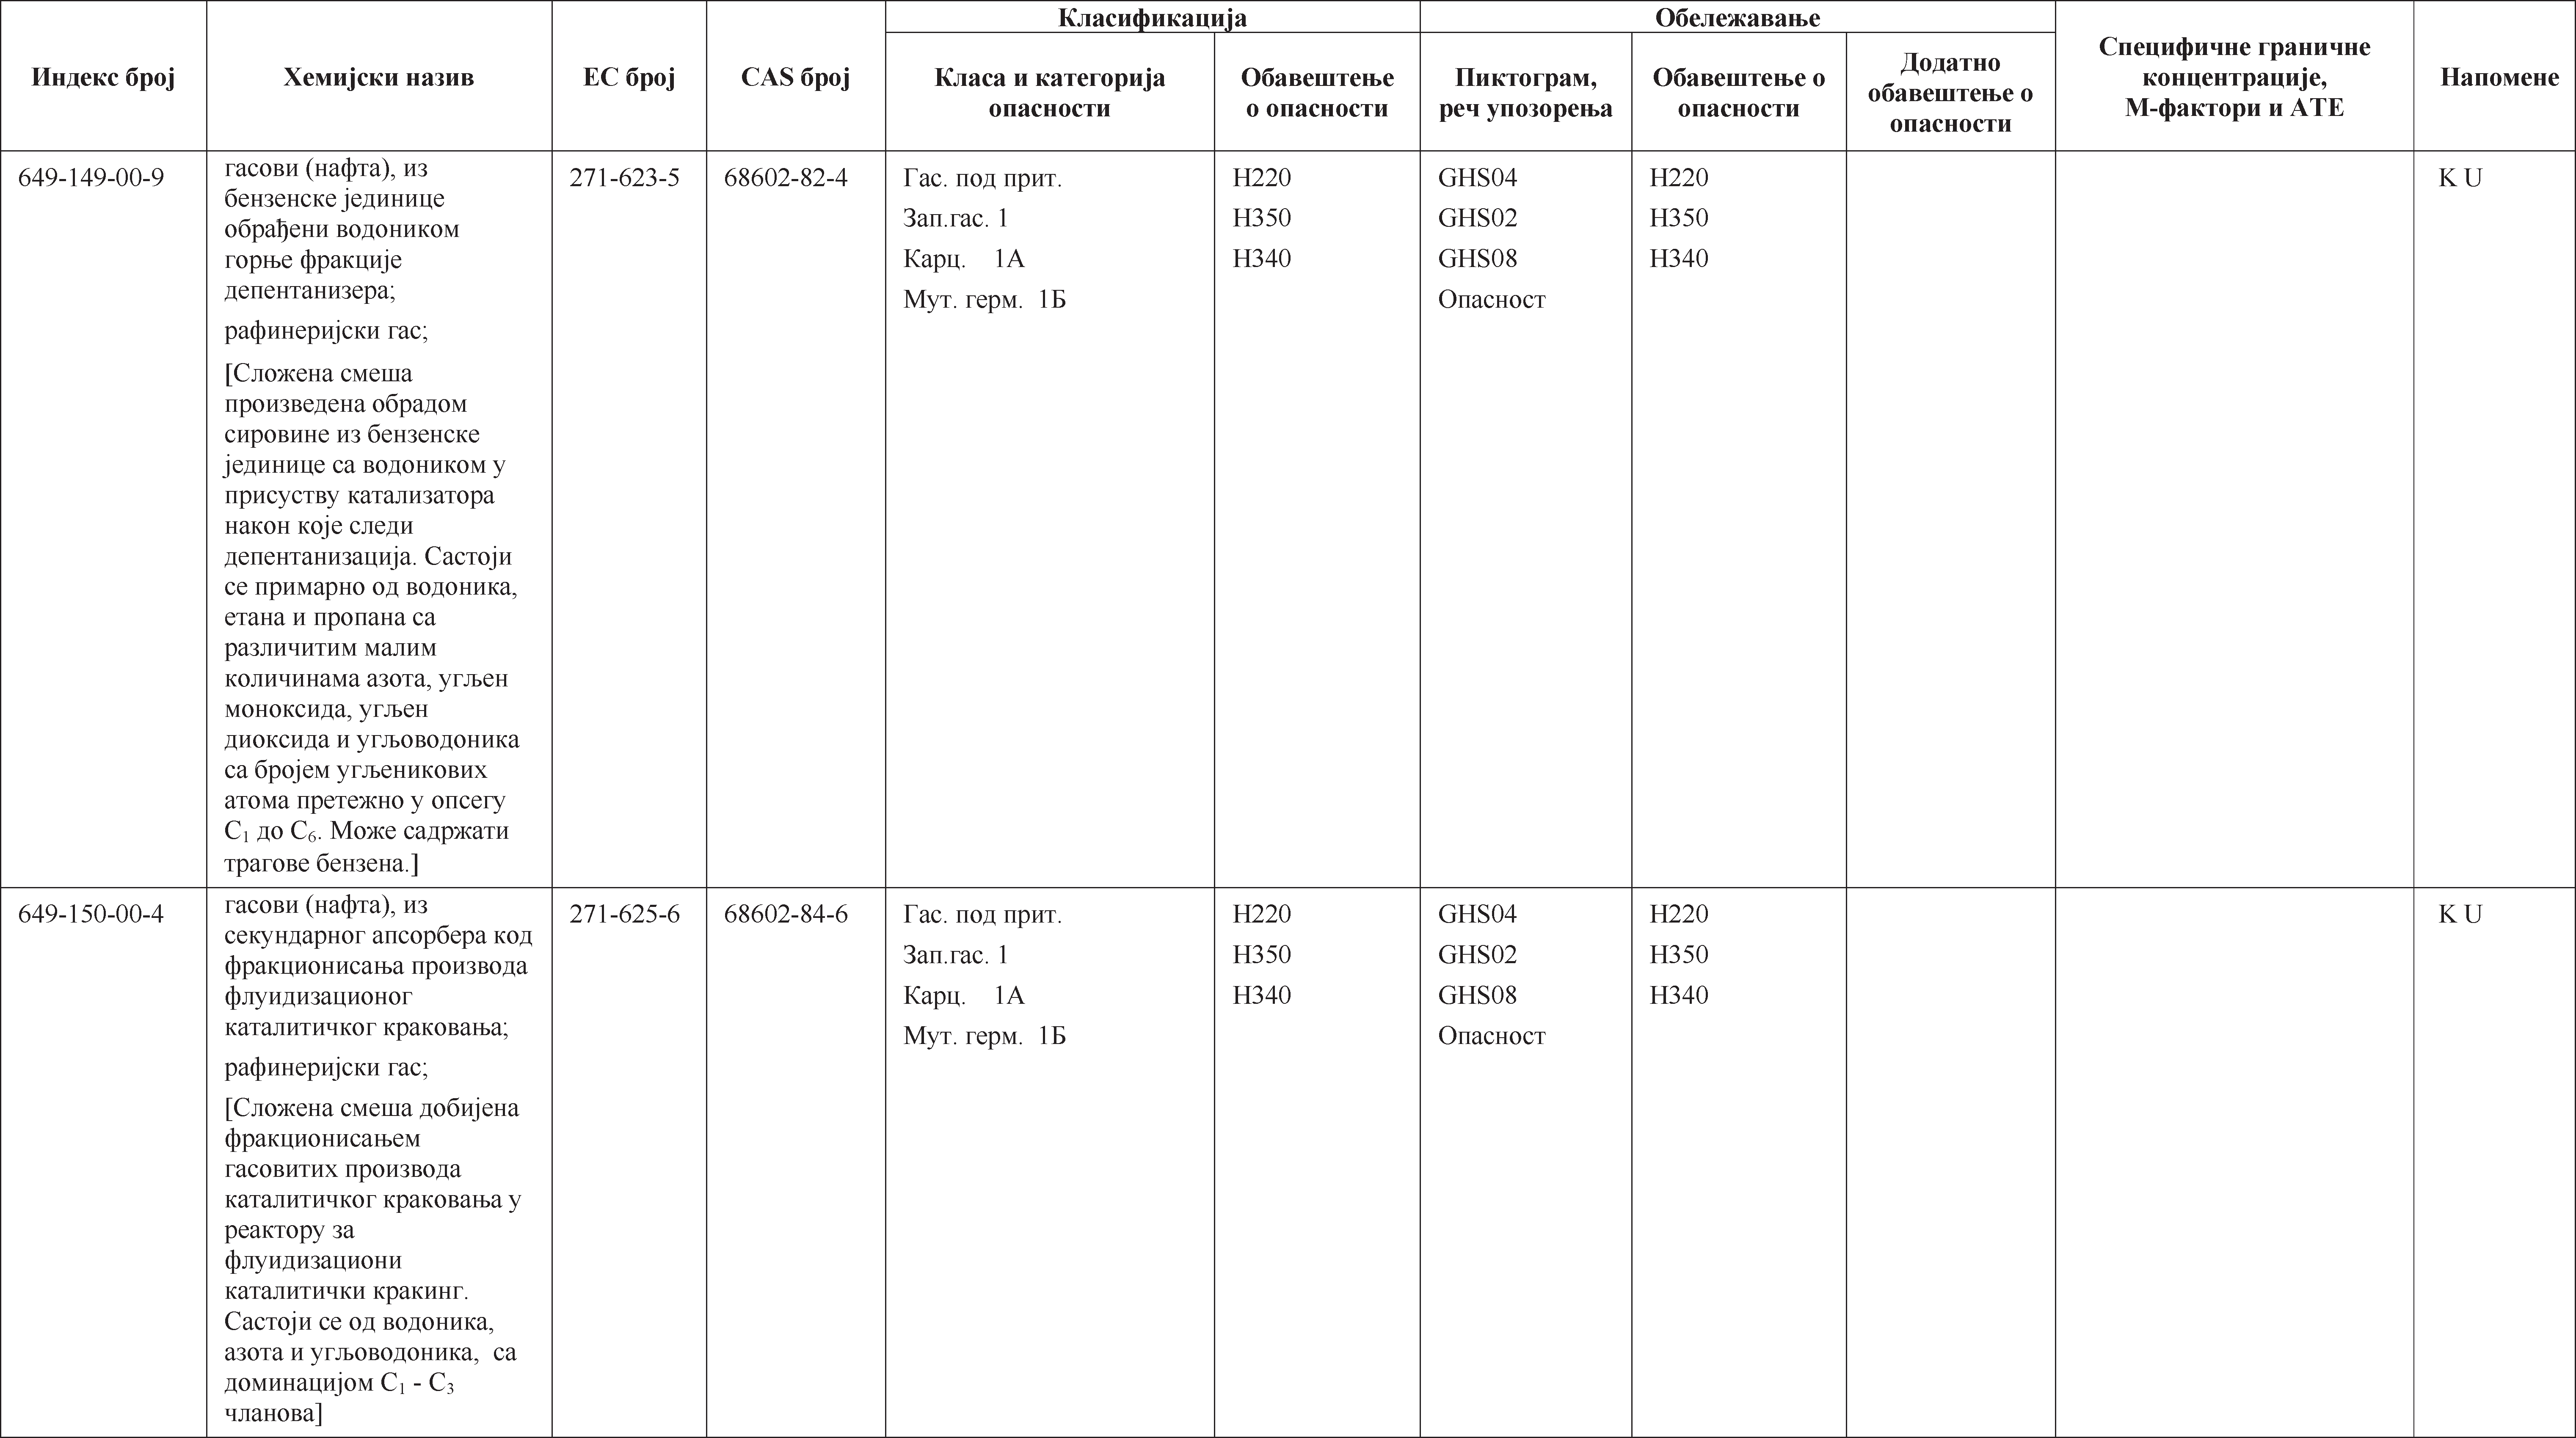 Индекс број
Хемијски назив
ЕС број
CAS број
Класификација
Класа и категорија
опасности
Обавештење
о опасности
Обележавање
Пиктограм,
реч упозорења
Обавештење о
опасности
Додатно
обавештење о
опасности
Специфичне граничне
концентрације,
М-фактори и АТЕ
Напомене
649-149-00-9
гасови (нафта), из
бензенске јединице
обрађени водоником
горње фракције
депентанизера;
рафинеријски гас;
[Сложена смеша
произведена обрадом
сировине из бензенске
јединице са водоником у
присуству катализатора
након које следи
депентанизација. Састоји
се примарно од водоника,
етана и пропана са
различитим малим
количинама азота, угљен
моноксида, угљен
диоксида и угљоводоника
са бројем угљеникових
атома претежно у опсегу
C₁ до C₆. Може садржати
трагове бензена.]
271-623-5
68602-82-4
Гас. под прит.
Зап.гас. 1
Карц. 1А
Мут. герм. 1Б
H220
H350
H340
GHS04
GHS02
GHS08
Опасност
H220
H350
H340
K U
649-150-00-4
гасови (нафта), из
секундарног апсорбера код
фракционисања производа
флуидизационог
каталитичког краковања;
рафинеријски гас;
[Сложена смеша добијена
фракционисањем
гасовитих производа
каталитичког краковања у
реактору за
флуидизациони
каталитички кракинг.
Састоји се од водоника,
азота и угљоводоника, са
доминацијом C₁ - C₃
чланова]
271-625-6
68602-84-6
Гас. под прит.
Зап.гас. 1
Карц. 1А
Мут. герм. 1Б
H220
H350
H340
GHS04
GHS02
GHS08
Опасност
H220
H350
H340
K U